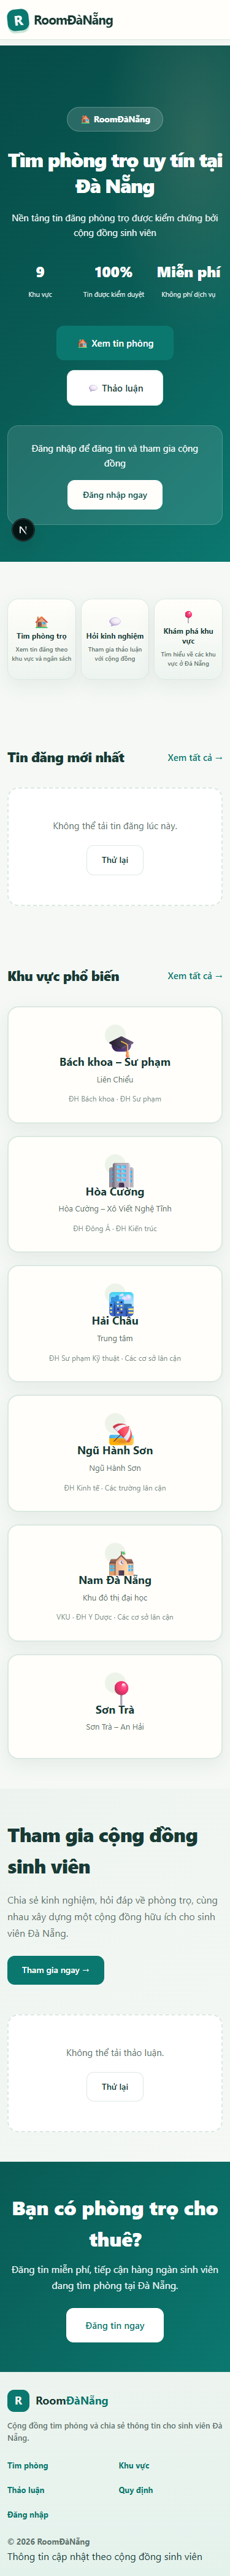 R RoomĐàNẵng
RoomĐàNẵng
Tìm phòng trọ uy tín tại
Đà Nẵng
Nền tảng tin đăng phòng trọ được kiểm chứng bởi
cộng đồng sinh viên
9 100% Miễn phí
Khu vực Tin được kiểm duyệt Không phí dịch vụ
Xem tin phòng
Thảo luận
Đăng nhập để đăng tin và tham gia cộng
đồng
Đăng nhập ngay
N
Tìm phòng trọ
Xem tin đăng theo
khu vực và ngân sách
Hỏi kinh nghiệm
Tham gia thảo luận
với cộng đồng
Khám phá khu
vực
Tìm hiểu về các khu
vực ở Đà Nẵng
Tin đăng mới nhất Xem tất cả →
Không thể tải tin đăng lúc này.
Thử lại
Khu vực phổ biến Xem tất cả →
Bách khoa – Sư phạm
Liên Chiểu
ĐH Bách khoa · ĐH Sư phạm
Hòa Cường
Hòa Cường – Xô Viết Nghệ Tĩnh
ĐH Đông Á · ĐH Kiến trúc
Hải Châu
Trung tâm
ĐH Sư phạm Kỹ thuật · Các cơ sở lân cận
Ngũ Hành Sơn
Ngũ Hành Sơn
ĐH Kinh tế · Các trường lân cận
Nam Đà Nẵng
Khu đô thị đại học
VKU · ĐH Y Dược · Các cơ sở lân cận
Sơn Trà
Sơn Trà – An Hải
Tham gia cộng đồng
sinh viên
Chia sẻ kinh nghiệm, hỏi đáp về phòng trọ, cùng
nhau xây dựng một cộng đồng hữu ích cho sinh
viên Đà Nẵng.
Tham gia ngay →
Không thể tải thảo luận.
Thử lại
Bạn có phòng trọ cho
thuê?
Đăng tin miễn phí, tiếp cận hàng ngàn sinh viên
đang tìm phòng tại Đà Nẵng.
Đăng tin ngay
R RoomĐàNẵng
Cộng đồng tìm phòng và chia sẻ thông tin cho sinh viên Đà
Nẵng.
Tìm phòng Khu vực
Thảo luận Quy định
Đăng nhập
© 2026 RoomĐàNẵng
Thông tin cập nhật theo cộng đồng sinh viên